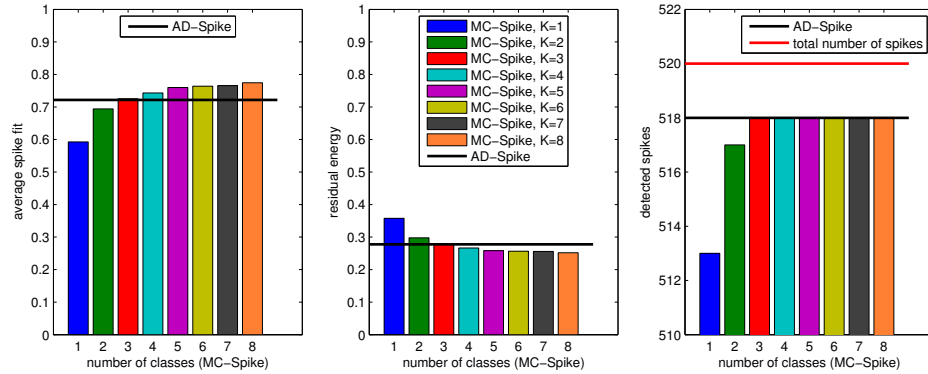 1
0.9
0.8
0.7
0.6
0.5
0.4
0.3
0.2
0.1
0
average spike fit
AD-Spike
1 2 3 4 5 6 7 8
number of classes (MC-Spike)
1
0.9
0.8
0.7
0.6
0.5
0.4
0.3
0.2
0.1
0
residual energy
MC-Spike, K=1
MC-Spike, K=2
MC-Spike, K=3
MC-Spike, K=4
MC-Spike, K=5
MC-Spike, K=6
MC-Spike, K=7
MC-Spike, K=8
AD-Spike
1 2 3 4 5 6 7 8
number of classes (MC-Spike)
522
520
518
516
514
512
510
detected spikes
AD-Spike
total number of spikes
1 2 3 4 5 6 7 8
number of classes (MC-Spike)